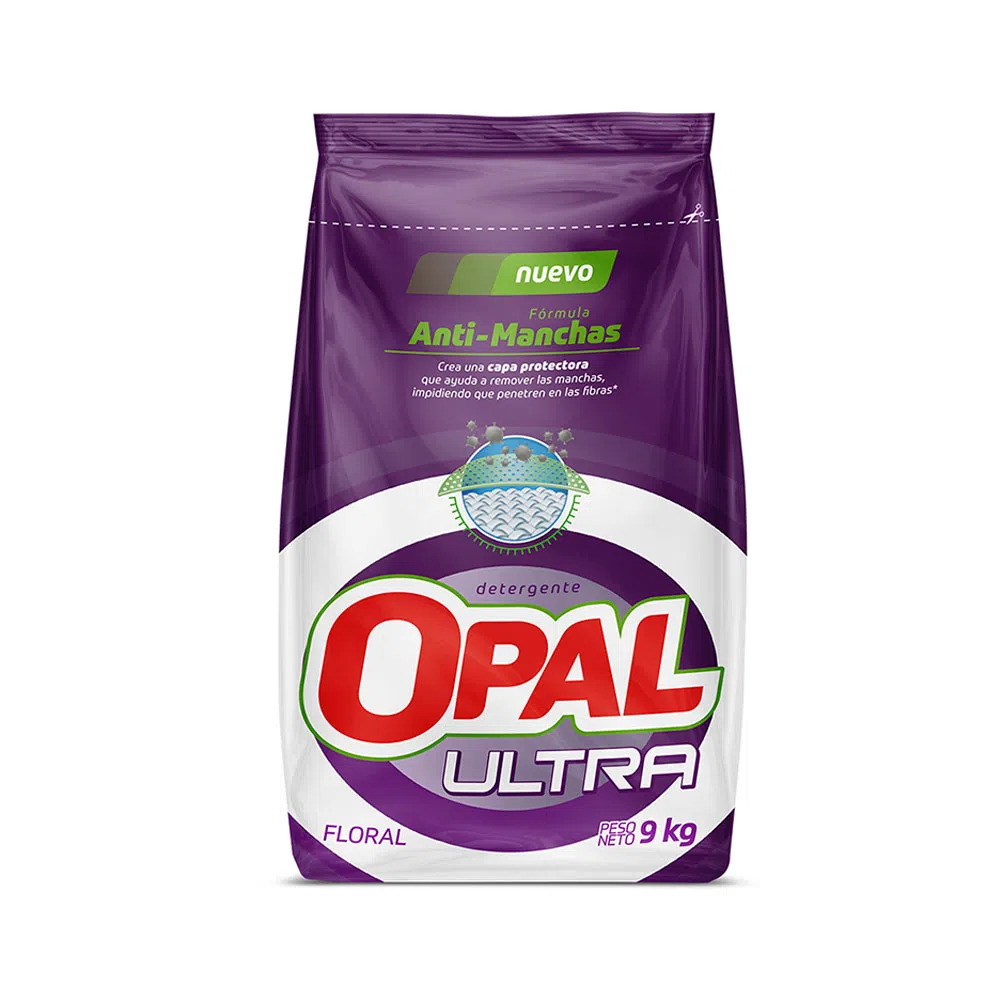 nuevo
Fórmula
Anti-Manchas
Crea una capa protectora
que ayuda a remover las manchas,
impidiendo que penetren en las fibras*
detergente
OPAL
ULTRA
FLORAL
PESO
NETO 9 kg